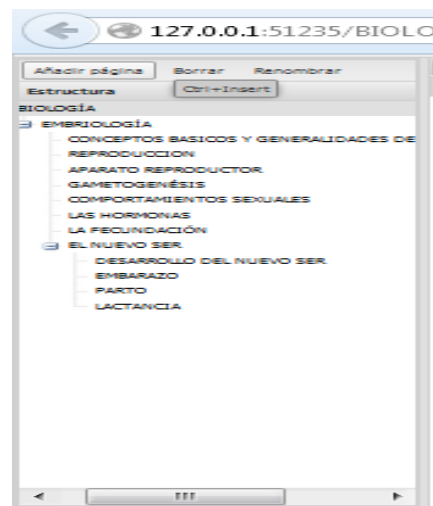 127.0.0.1:51235/BIOLO
Añadir página Borrar Renombrar
Estructura Ctrl+Insert
BIOLOGÍA
EMBRIOLOGÍA
CONCEPTOS BASICOS Y GENERALIDADES DE
REPRODUCCION
APARATO REPRODUCTOR
GAMETOGENÉSIS
COMPORTAMIENTOS SEXUALES
LAS HORMONAS
LA FECUNDACIÓN
EL NUEVO SER
DESARROLLO DEL NUEVO SER
EMBARAZO
PARTO
LACTANCIA